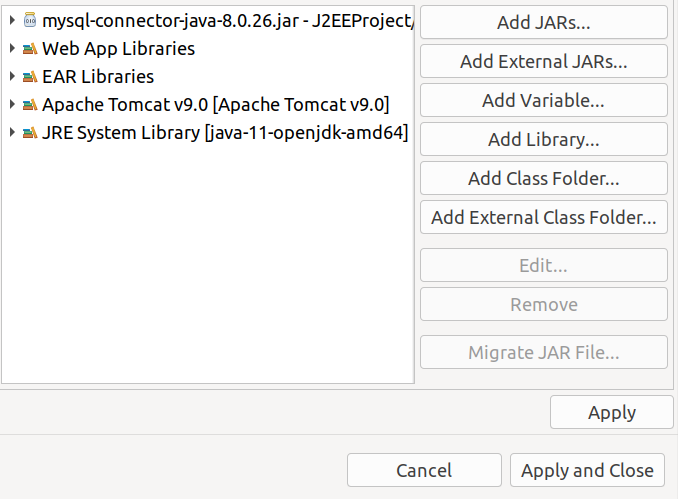 mysql-connector-java-8.0.26.jar - J2EEProject/
Web App Libraries
EAR Libraries
Apache Tomcat v9.0 [Apache Tomcat v9.0]
JRE System Library [java-11-openjdk-amd64]
Add JARs...
Add External JARs...
Add Variable...
Add Library...
Add Class Folder...
Add External Class Folder...
Edit...
Remove
Migrate JAR File...
Apply
Cancel
Apply and Close